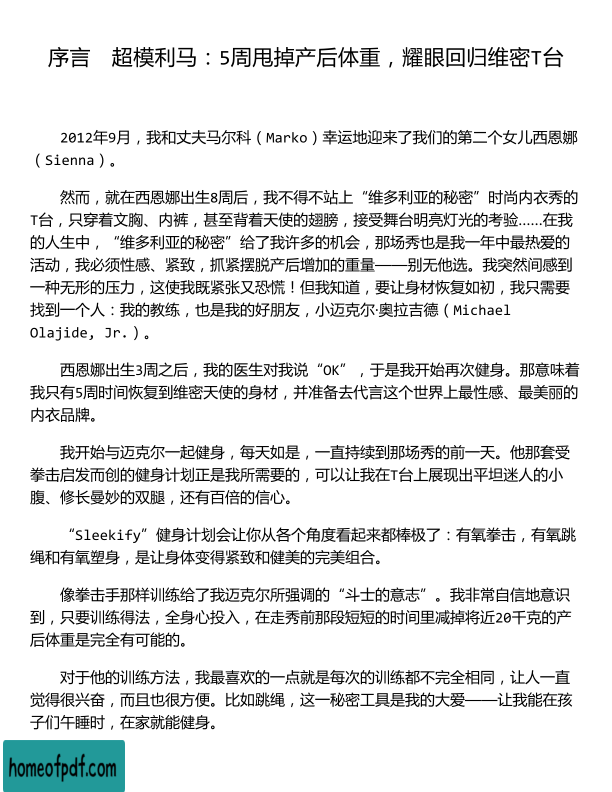 序言　超模利马：5周甩掉产后体重，耀眼回归维密T台
2012年9月，我和丈夫马尔科（Marko）幸运地迎来了我们的第二个女儿西恩娜
（Sienna）。
然而，就在西恩娜出生8周后，我不得不站上“维多利亚的秘密”时尚内衣秀的
T台，只穿着文胸、内裤，甚至背着天使的翅膀，接受舞台明亮灯光的考验……在我
的人生中，“维多利亚的秘密”给了我许多的机会，那场秀也是我一年中最热爱的
活动，我必须性感、紧致，抓紧摆脱产后增加的重量——别无他选。我突然间感到
一种无形的压力，这使我既紧张又恐慌！但我知道，要让身材恢复如初，我只需要
找到一个人：我的教练，也是我的好朋友，小迈克尔·奥拉吉德（Michael
Olajide, Jr.）。
西恩娜出生3周之后，我的医生对我说“OK”，于是我开始再次健身。那意味着
我只有5周时间恢复到维密天使的身材，并准备去代言这个世界上最性感、最美丽的
内衣品牌。
我开始与迈克尔一起健身，每天如是，一直持续到那场秀的前一天。他那套受
拳击启发而创的健身计划正是我所需要的，可以让我在T台上展现出平坦迷人的小
腹、修长曼妙的双腿，还有百倍的信心。
“Sleekify”健身计划会让你从各个角度看起来都棒极了：有氧拳击，有氧跳
绳和有氧塑身，是让身体变得紧致和健美的完美组合。
像拳击手那样训练给了我迈克尔所强调的“斗士的意志”。我非常自信地意识
到，只要训练得法，全身心投入，在走秀前那段短短的时间里减掉将近20千克的产
后体重是完全有可能的。
对于他的训练方法，我最喜欢的一点就是每次的训练都不完全相同，让人一直
觉得很兴奋，而且也很方便。比如跳绳，这一秘密工具是我的大爱——让我能在孩
子们午睡时，在家就能健身。
homeofpdf.com